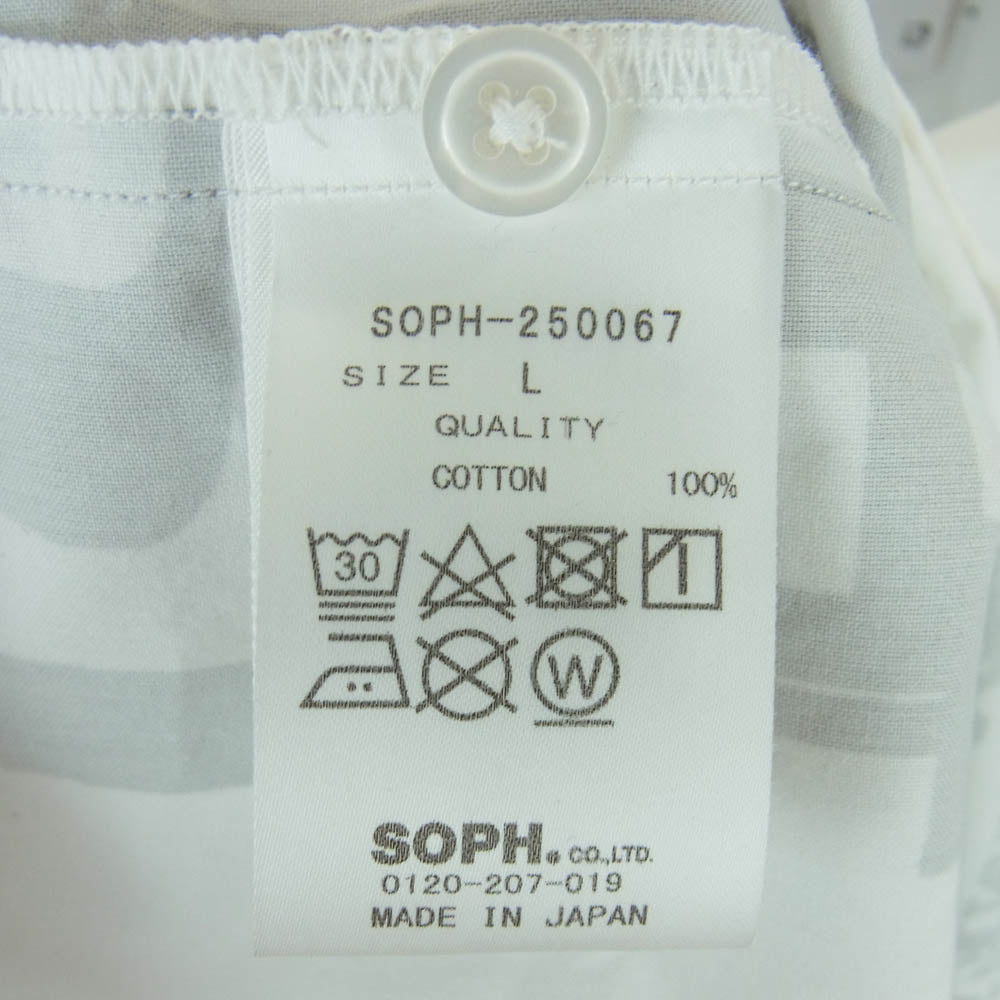 SOPH-250067
SIZE L
QUALITY
COTTON 100%
30
W
SOPH. CO.,LTD.
0120-207-019
MADE IN JAPAN